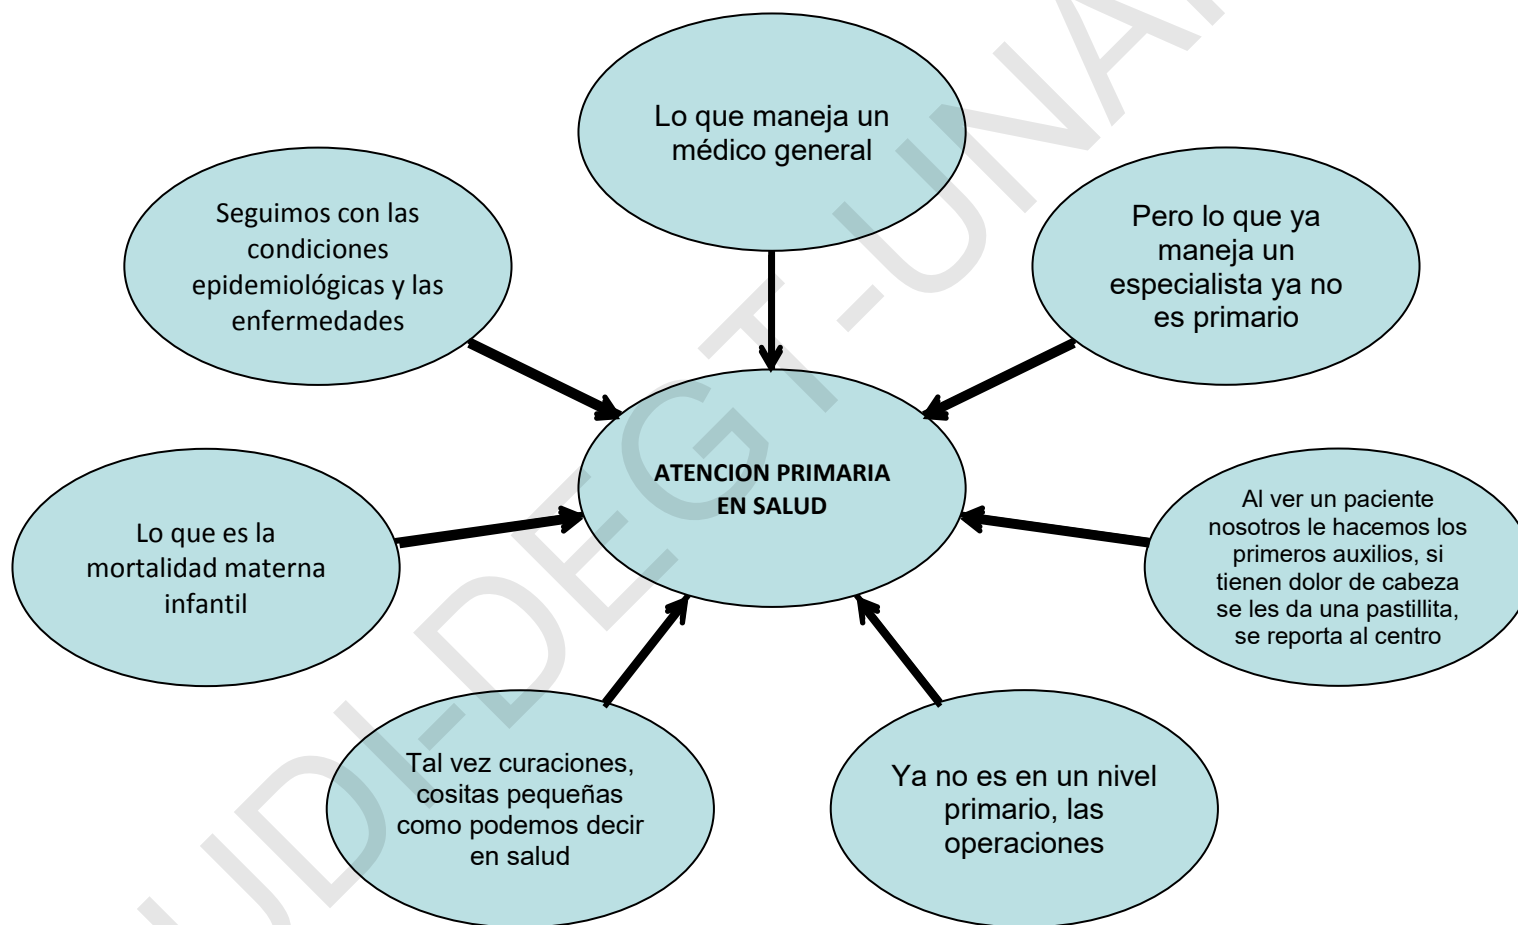 Lo que maneja un
médico general
Seguimos con las
condiciones
epidemiológicas y las
enfermedades
Pero lo que ya
maneja un
especialista ya no
es primario
ATENCION PRIMARIA
EN SALUD
Lo que es la
mortalidad materna
infantil
Al ver un paciente
nosotros le hacemos los
primeros auxilios, si
tienen dolor de cabeza
se les da una pastillita,
se reporta al centro
Tal vez curaciones,
cositas pequeñas
como podemos decir
en salud
Ya no es en un nivel
primario, las
operaciones
UDI-DEGT-UNA